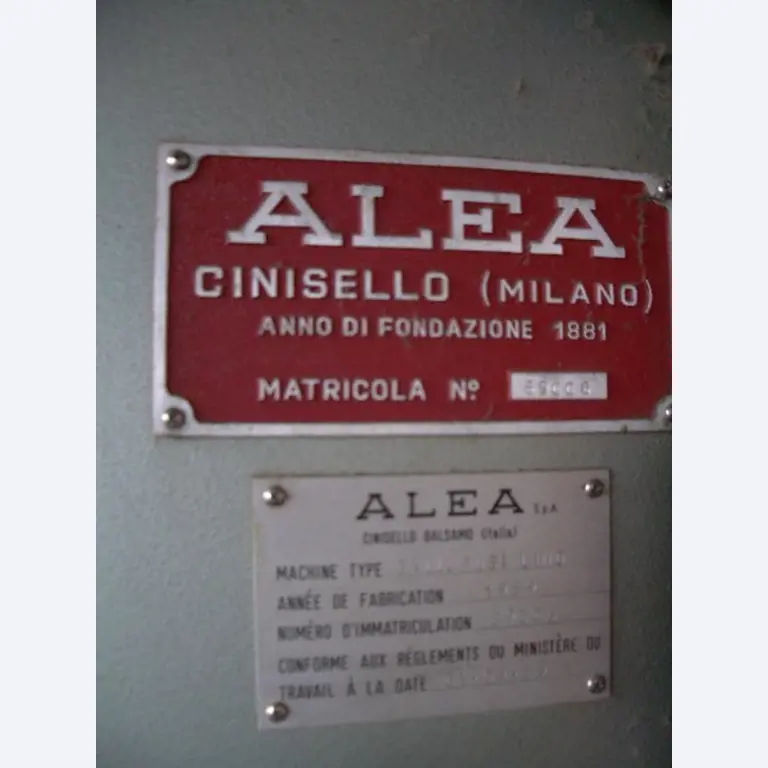 ALEA
CINISELLO (MILANO)
ANNO DI FONDAZIONE 1881
MATRICOLA Nº
ALEA S.p.A.
CINISELLO BALSAMO (Italia)
MACHINE TYPE
ANNÉE DE FABRICATION
NUMÉRO D'IMMATRICULATION
CONFORME AUX RÉGLEMENTS DU MINISTÈRE DU
TRAVAIL À LA DATE